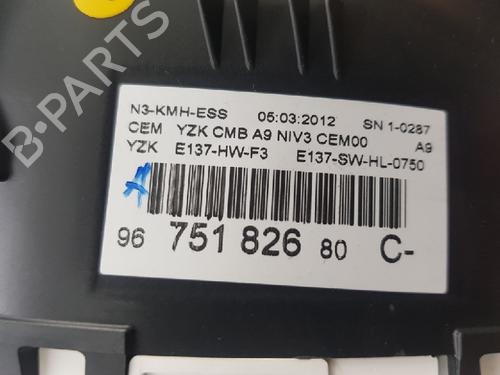 B-PARTS
N3-KMH-ESS 05:03:2012 SN 1-0287
CEM YZK CMB A9 NIV3 CEM00 A9
YZK E137-HW-F3 E137-SW-HL-0750
96 751 826 80 C-